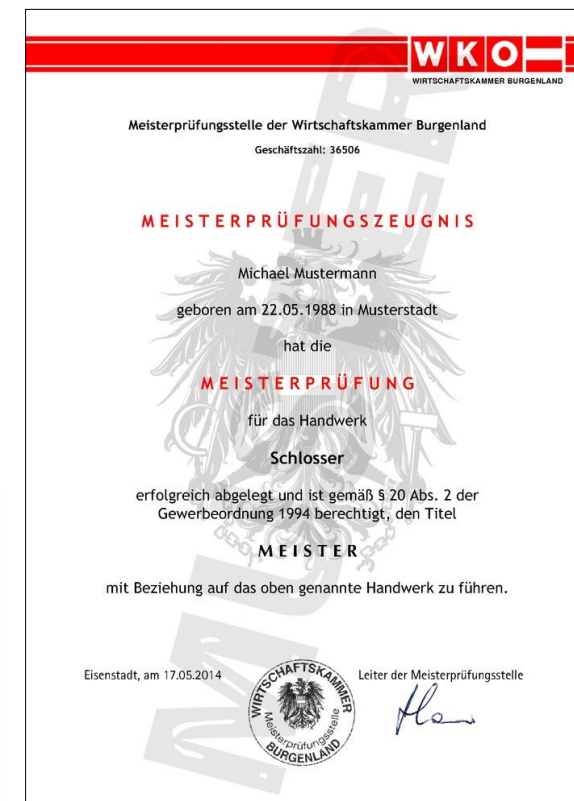 WKO
WIRTSCHAFTSKAMMER BURGENLAND
Meisterprüfungsstelle der Wirtschaftskammer Burgenland
Geschäftszahl: 36506
MEISTERPRÜFUNGSZEUGNIS
Michael Mustermann
geboren am 22.05.1988 in Musterstadt
hat die
MEISTERPRÜFUNG
für das Handwerk
Schlosser
erfolgreich abgelegt und ist gemäß § 20 Abs. 2 der
Gewerbeordnung 1994 berechtigt, den Titel
MEISTER
mit Beziehung auf das oben genannte Handwerk zu führen.
Eisenstadt, am 17.05.2014
Leiter der Meisterprüfungsstelle
WIRTSCHAFTSKAMMER
BURGENLAND
Meisterprüfungsstelle
MUSTER